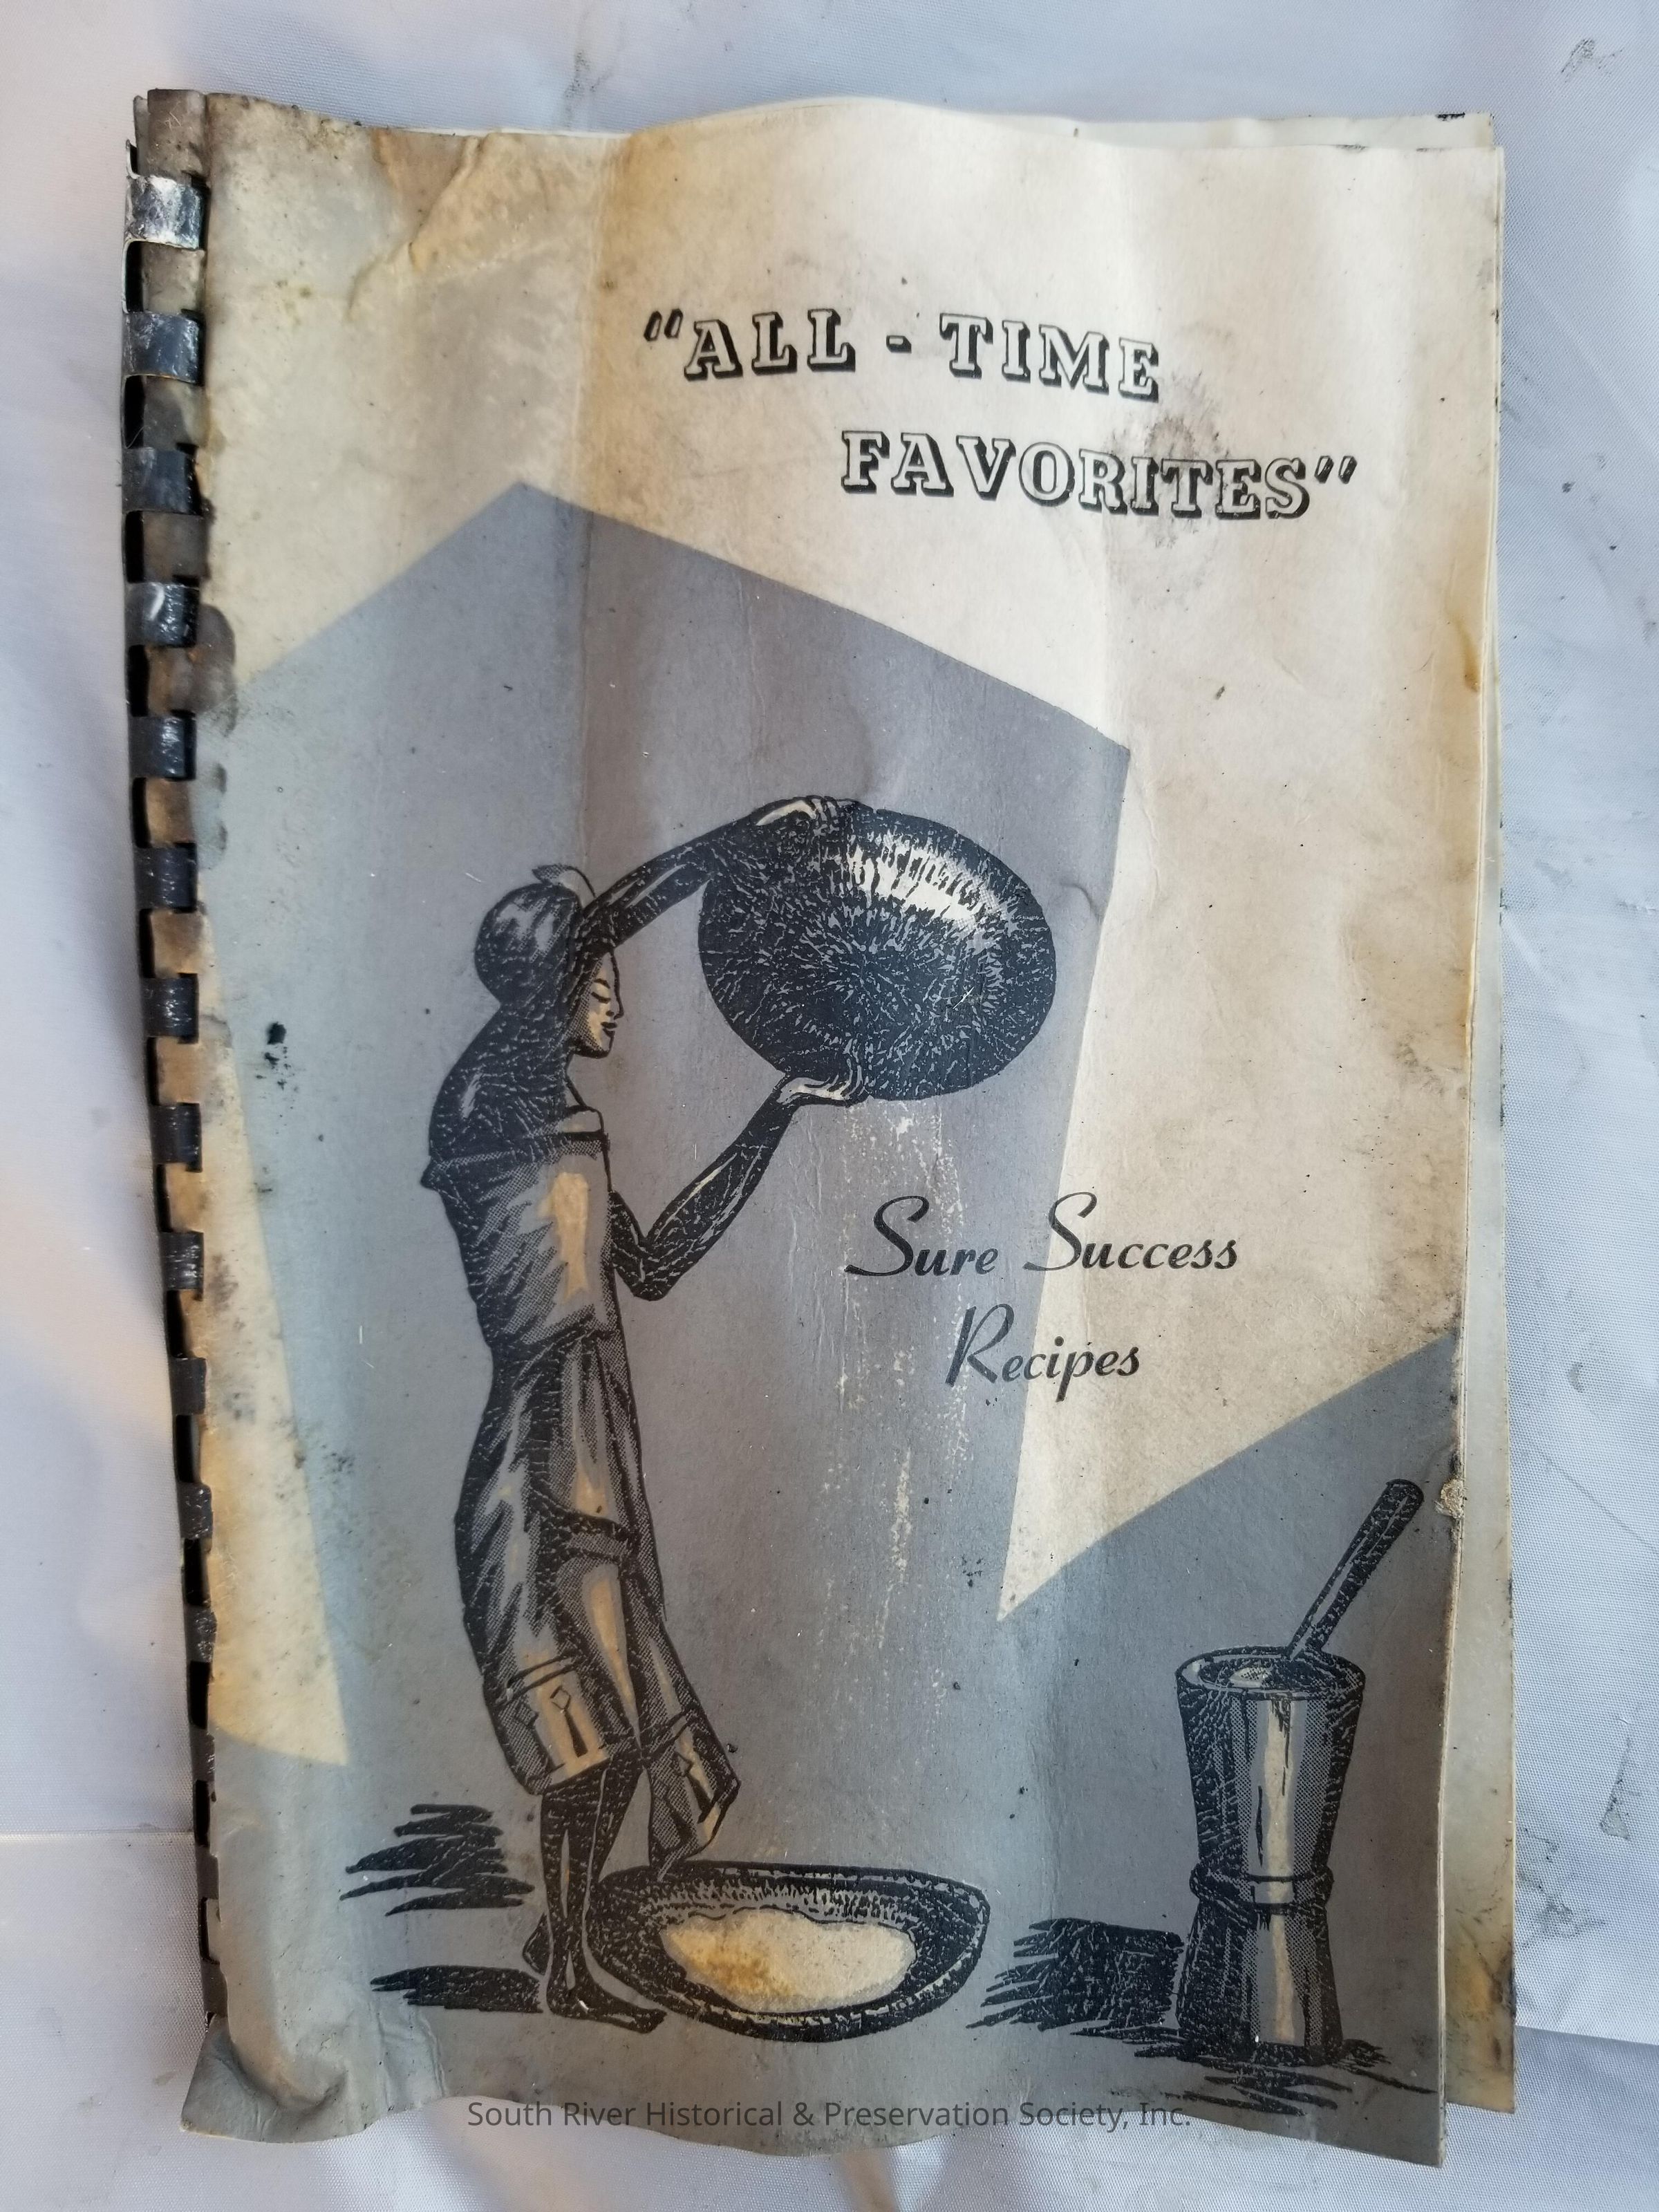 "ALL - TIME
FAVORITES"
Sure Success
Recipes
South River Historical & Preservation Society, Inc.